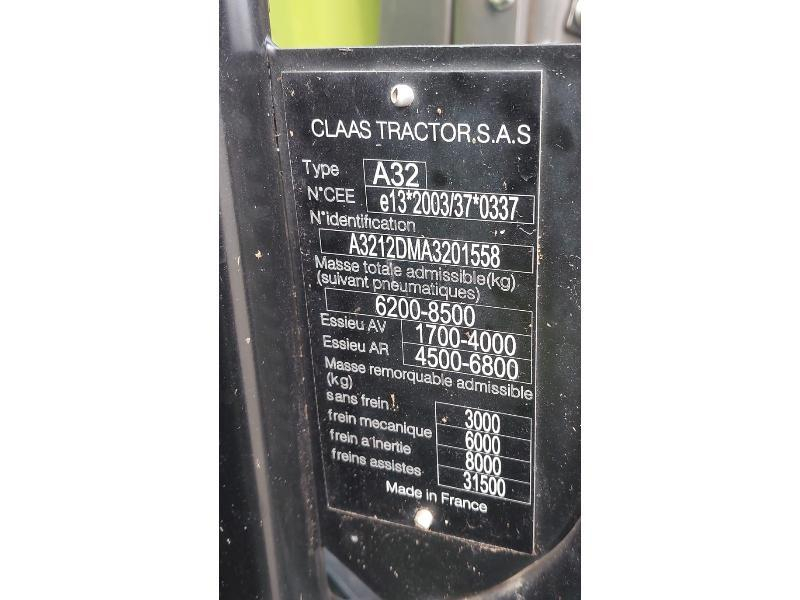 CLAAS TRACTOR.S.A.S
Type A32
N°CEE e13*2003/37*0337
N°identification
A3212DMA3201558
Masse totale admissible(kg)
(suivant pneumatiques)
6200-8500
Essieu AV 1700-4000
Essieu AR 4500-6800
Masse remorquable admissible
(kg)
sans frein 3000
frein mecanique 6000
frein a inertie 8000
freins assistes 31500
Made in France